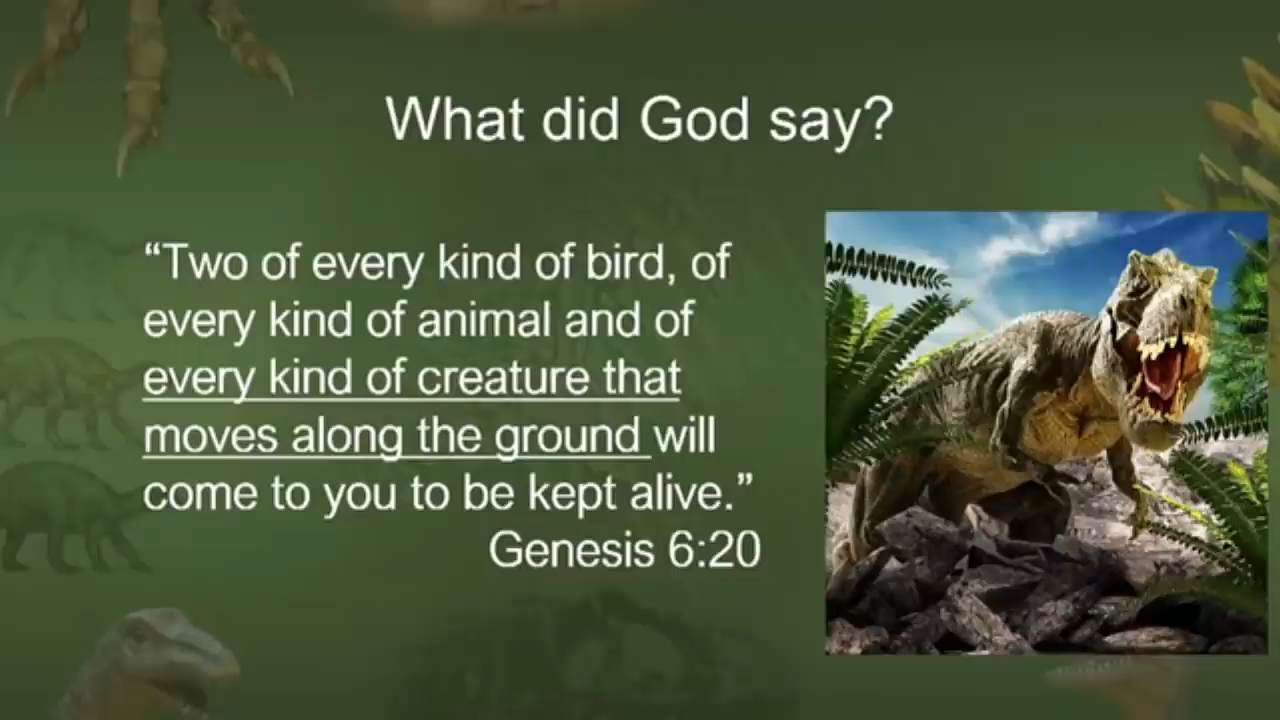 What did God say?
“Two of every kind of bird, of
every kind of animal and of
every kind of creature that
moves along the ground will
come to you to be kept alive.”
Genesis 6:20